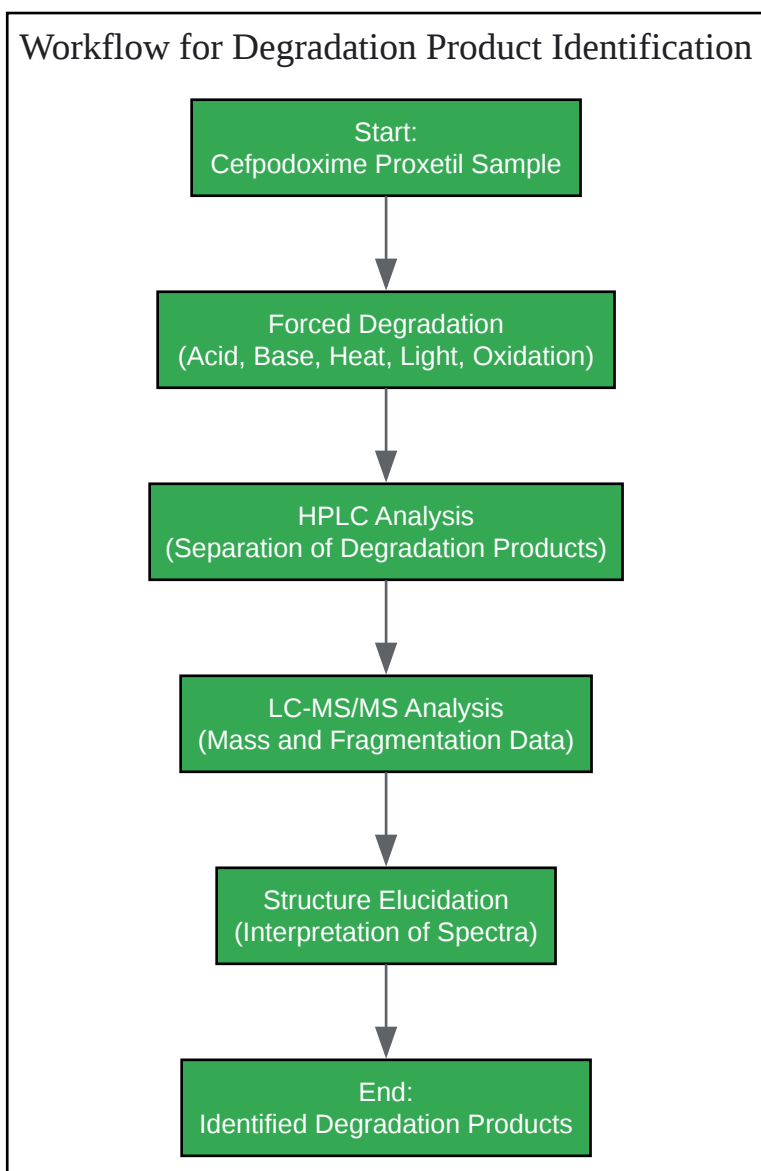 Workflow for Degradation Product Identification
Start:
Cefpodoxime Proxetil Sample
Forced Degradation
(Acid, Base, Heat, Light, Oxidation)
HPLC Analysis
(Separation of Degradation Products)
LC-MS/MS Analysis
(Mass and Fragmentation Data)
Structure Elucidation
(Interpretation of Spectra)
End:
Identified Degradation Products